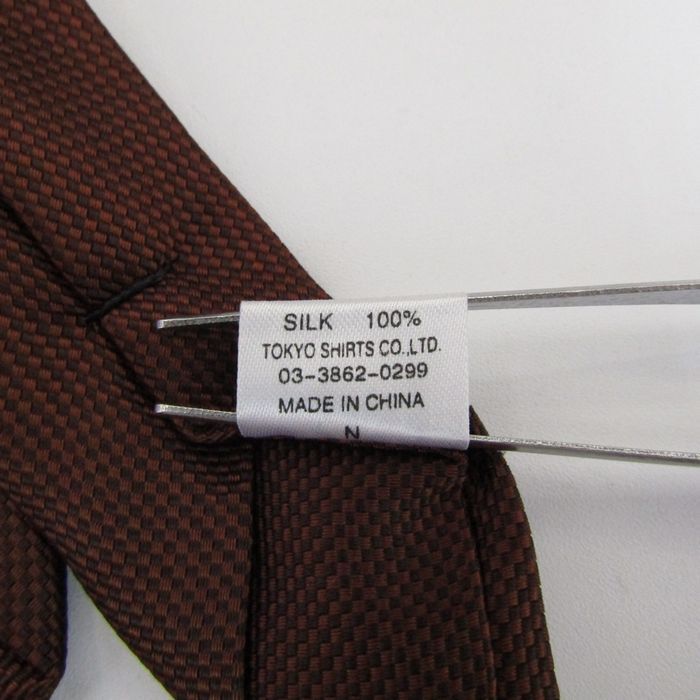 SILK 100%
TOKYO SHIRTS CO.,LTD.
03-3862-0299
MADE IN CHINA
N